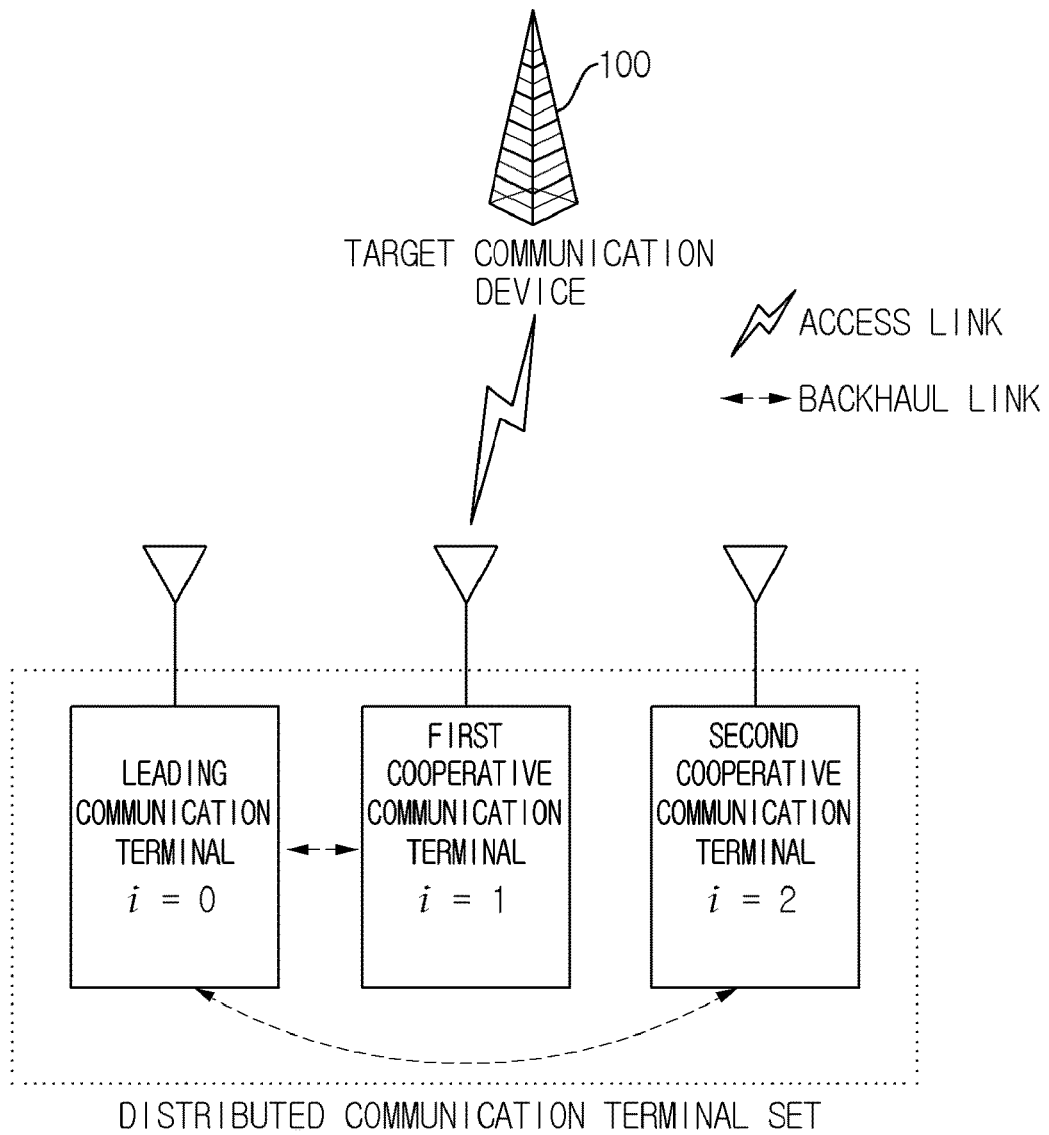 100
TARGET COMMUNICATION
DEVICE
ACCESS LINK
BACKHAUL LINK
LEADING
COMMUNICATION
TERMINAL
i = 0
FIRST
COOPERATIVE
COMMUNICATION
TERMINAL
i = 1
SECOND
COOPERATIVE
COMMUNICATION
TERMINAL
i = 2
DISTRIBUTED COMMUNICATION TERMINAL SET